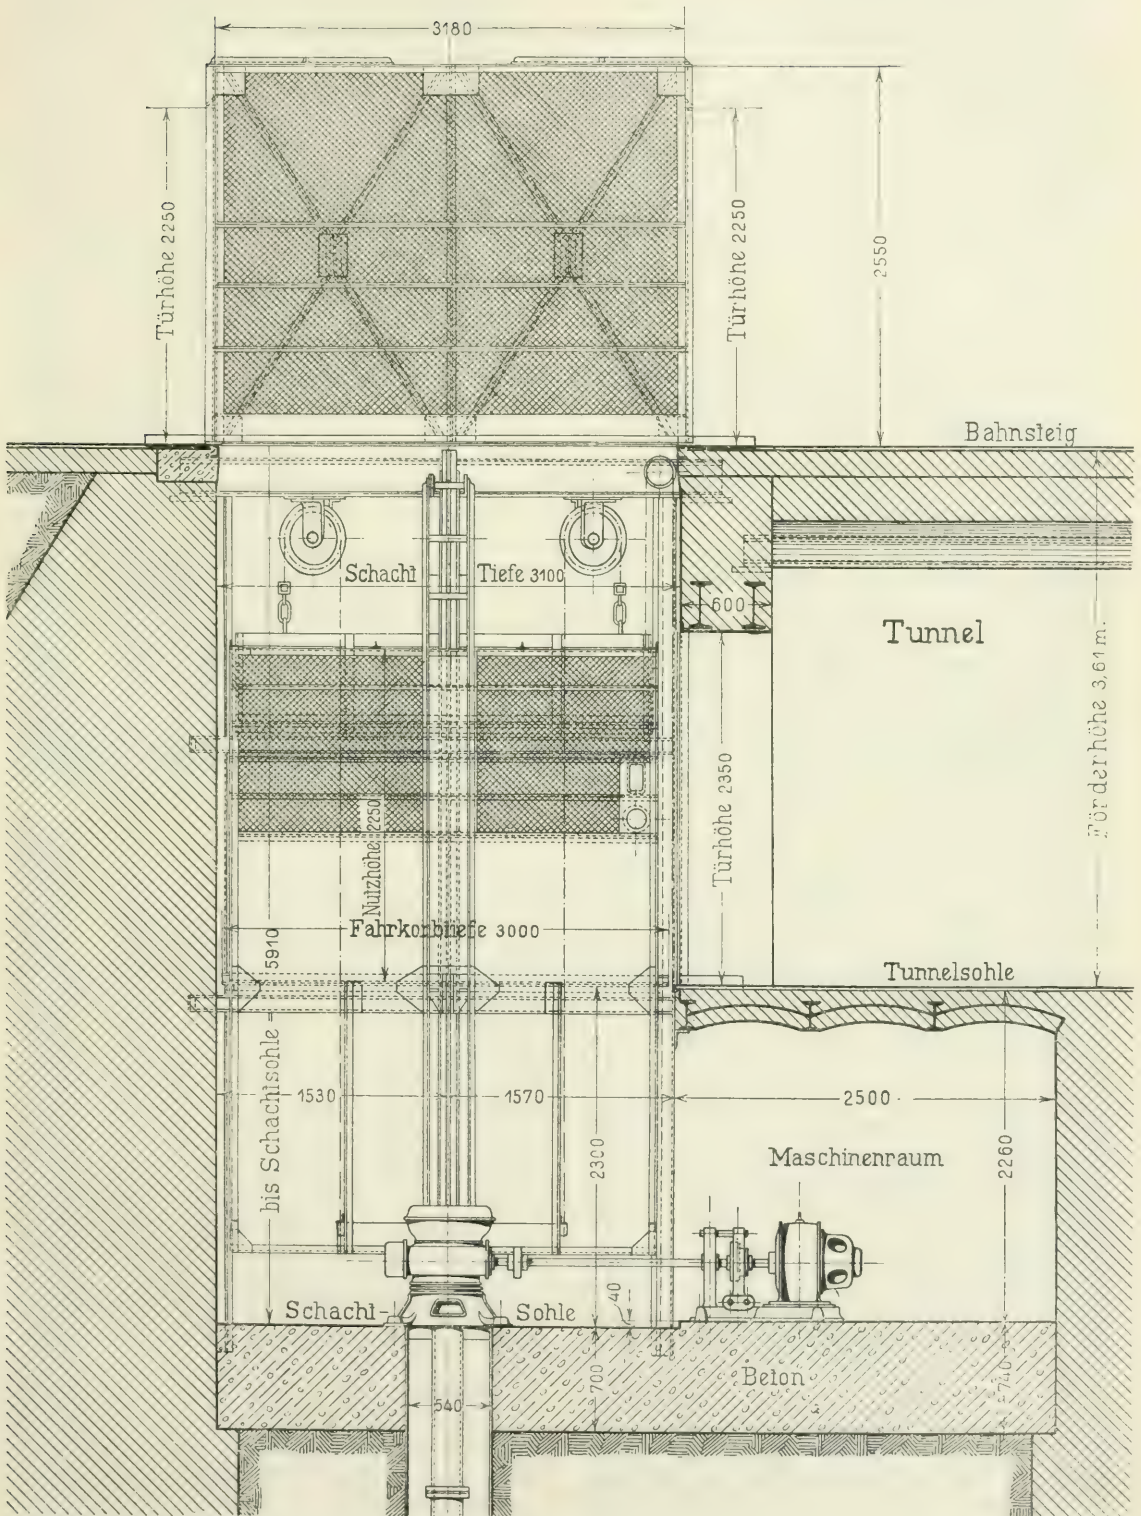 3180
Türhöhe 2250
Türhöhe 2250
2550
Bahnsteig
Schacht Tiefe 3100
600
Tunnel
Förderhöhe 3,61 m.
Türhöhe 2350
Nutzhöhe 2250
Fahrkorbtiefe 3000
bis Schachtsohle = 5910
Tunnelsohle
1530
1570
2500
2300
2260
Maschinenraum
Schacht-Sohle
40
700
Beton
740
540